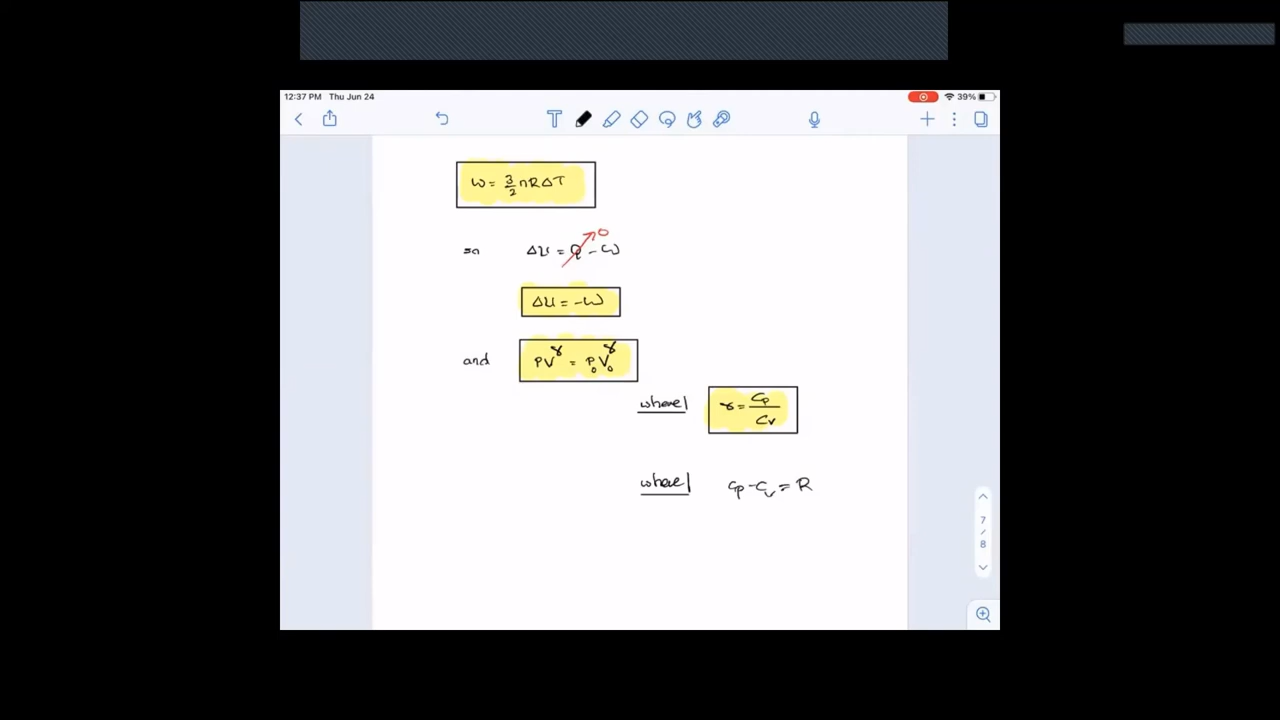 12:37 PM Thu Jun 24
39%
W = 3/2 nRΔT
so ΔU = Q - W
0
ΔU = -W
and PV^γ = P₀V₀^γ
where γ = Cp/Cv
where Cp - Cv = R
7
/
8